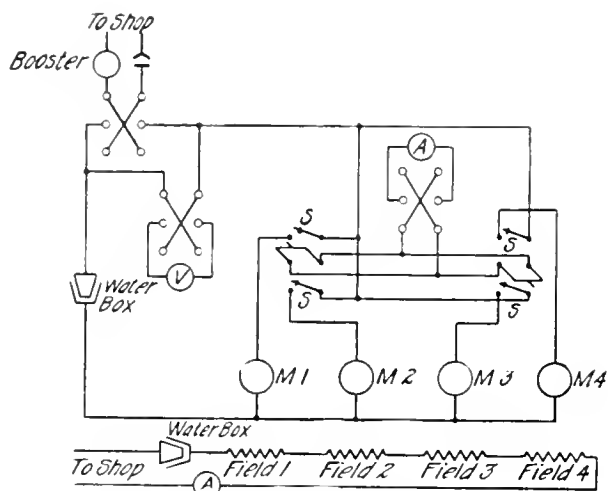 To Shop
Booster
A
S
S
V
Water
Box
S
S
M1
M2
M3
M4
Water Box
To Shop
Field 1
Field 2
Field 3
Field 4
A